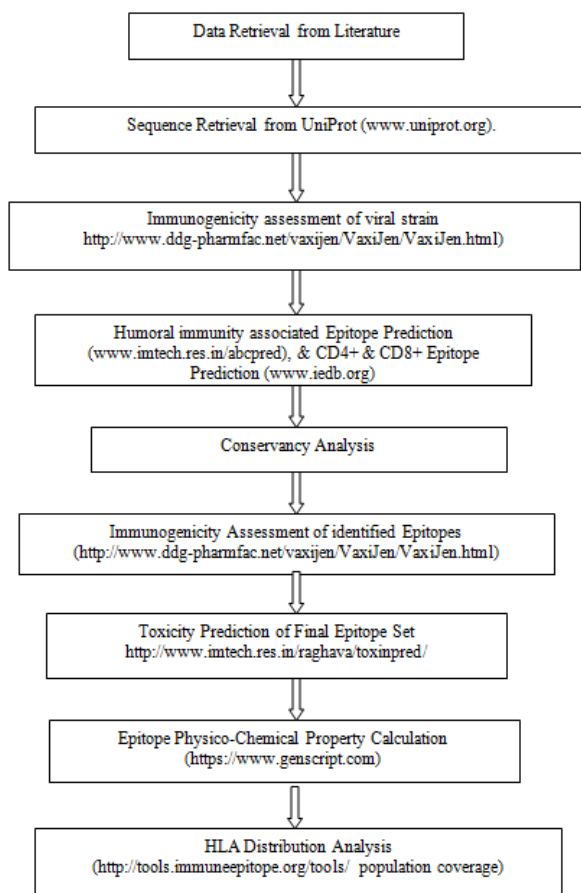 Data Retrieval from Literature
Sequence Retrieval from UniProt (www.uniprot.org).
Immunogenicity assessment of viral strain
http://www.ddg-pharmfac.net/vaxijen/VaxiJen/VaxiJen.html)
Humoral immunity associated Epitope Prediction
(www.imtech.res.in/abcpred), & CD4+ & CD8+ Epitope
Prediction (www.iedb.org)
Conservancy Analysis
Immunogenicity Assessment of identified Epitopes
(http://www.ddg-pharmfac.net/vaxijen/VaxiJen/VaxiJen.html)
Toxicity Prediction of Final Epitope Set
http://www.imtech.res.in/raghava/toxinpred/
Epitope Physico-Chemical Property Calculation
(https://www.genscript.com)
HLA Distribution Analysis
(http://tools.immuneepitope.org/tools/ population coverage)